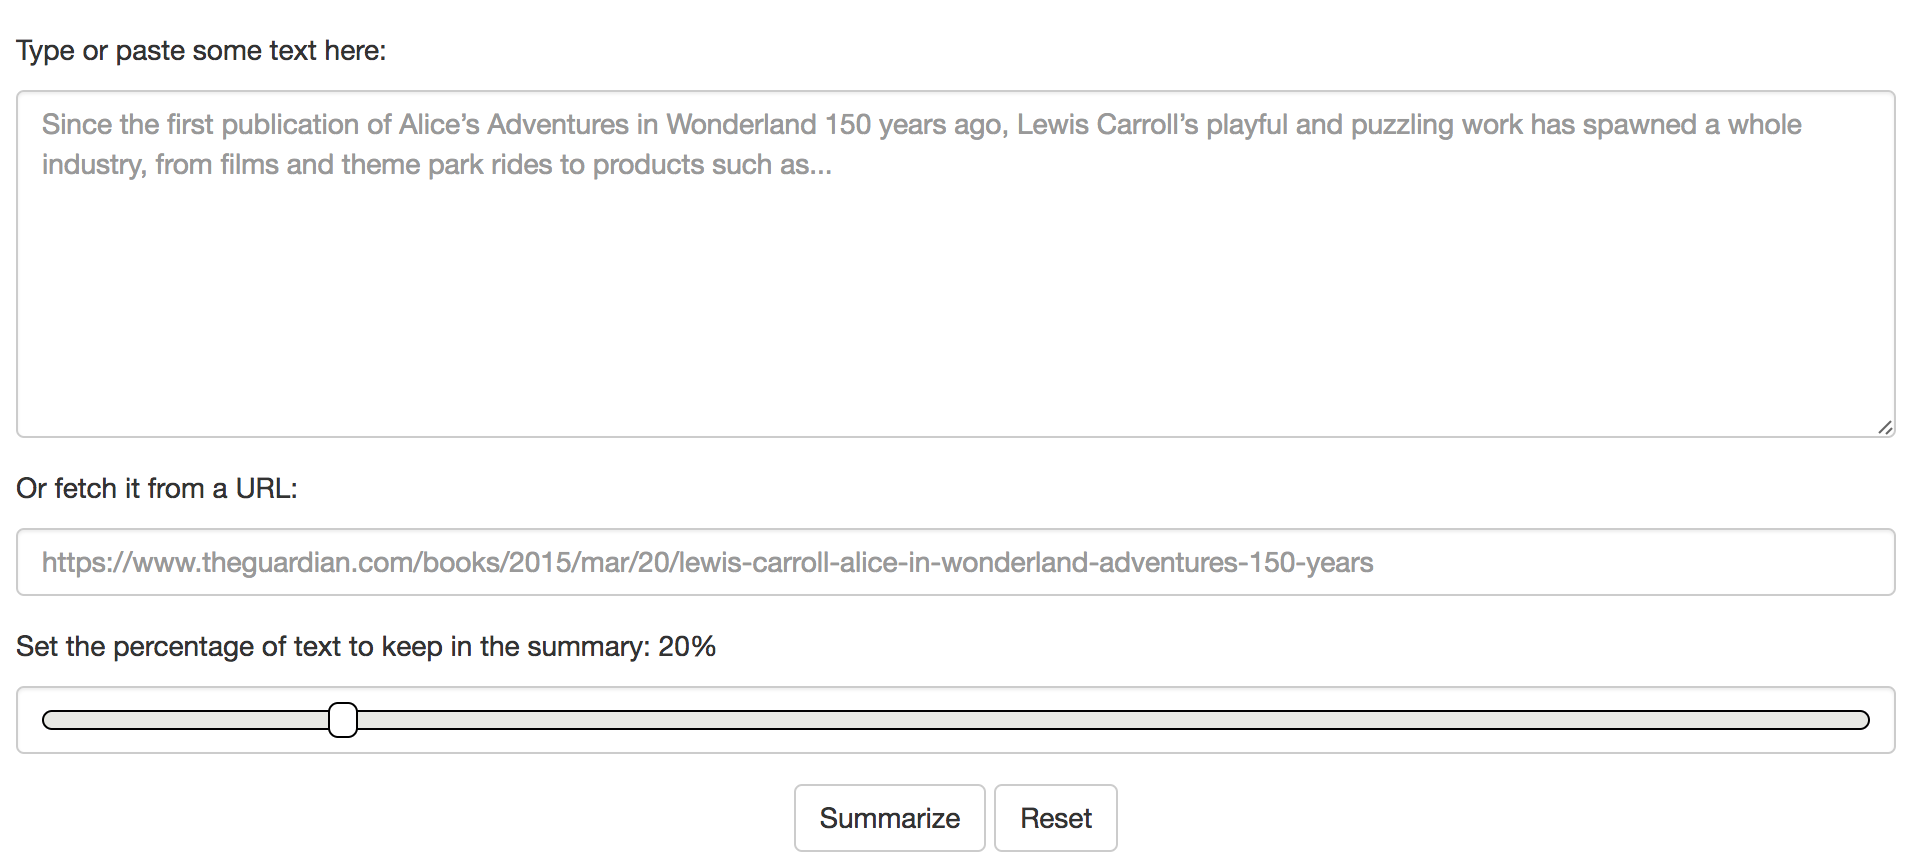 Type or paste some text here:
Since the first publication of Alice’s Adventures in Wonderland 150 years ago, Lewis Carroll’s playful and puzzling work has spawned a whole
industry, from films and theme park rides to products such as...
Or fetch it from a URL:
https://www.theguardian.com/books/2015/mar/20/lewis-carroll-alice-in-wonderland-adventures-150-years
Set the percentage of text to keep in the summary: 20%
Summarize Reset